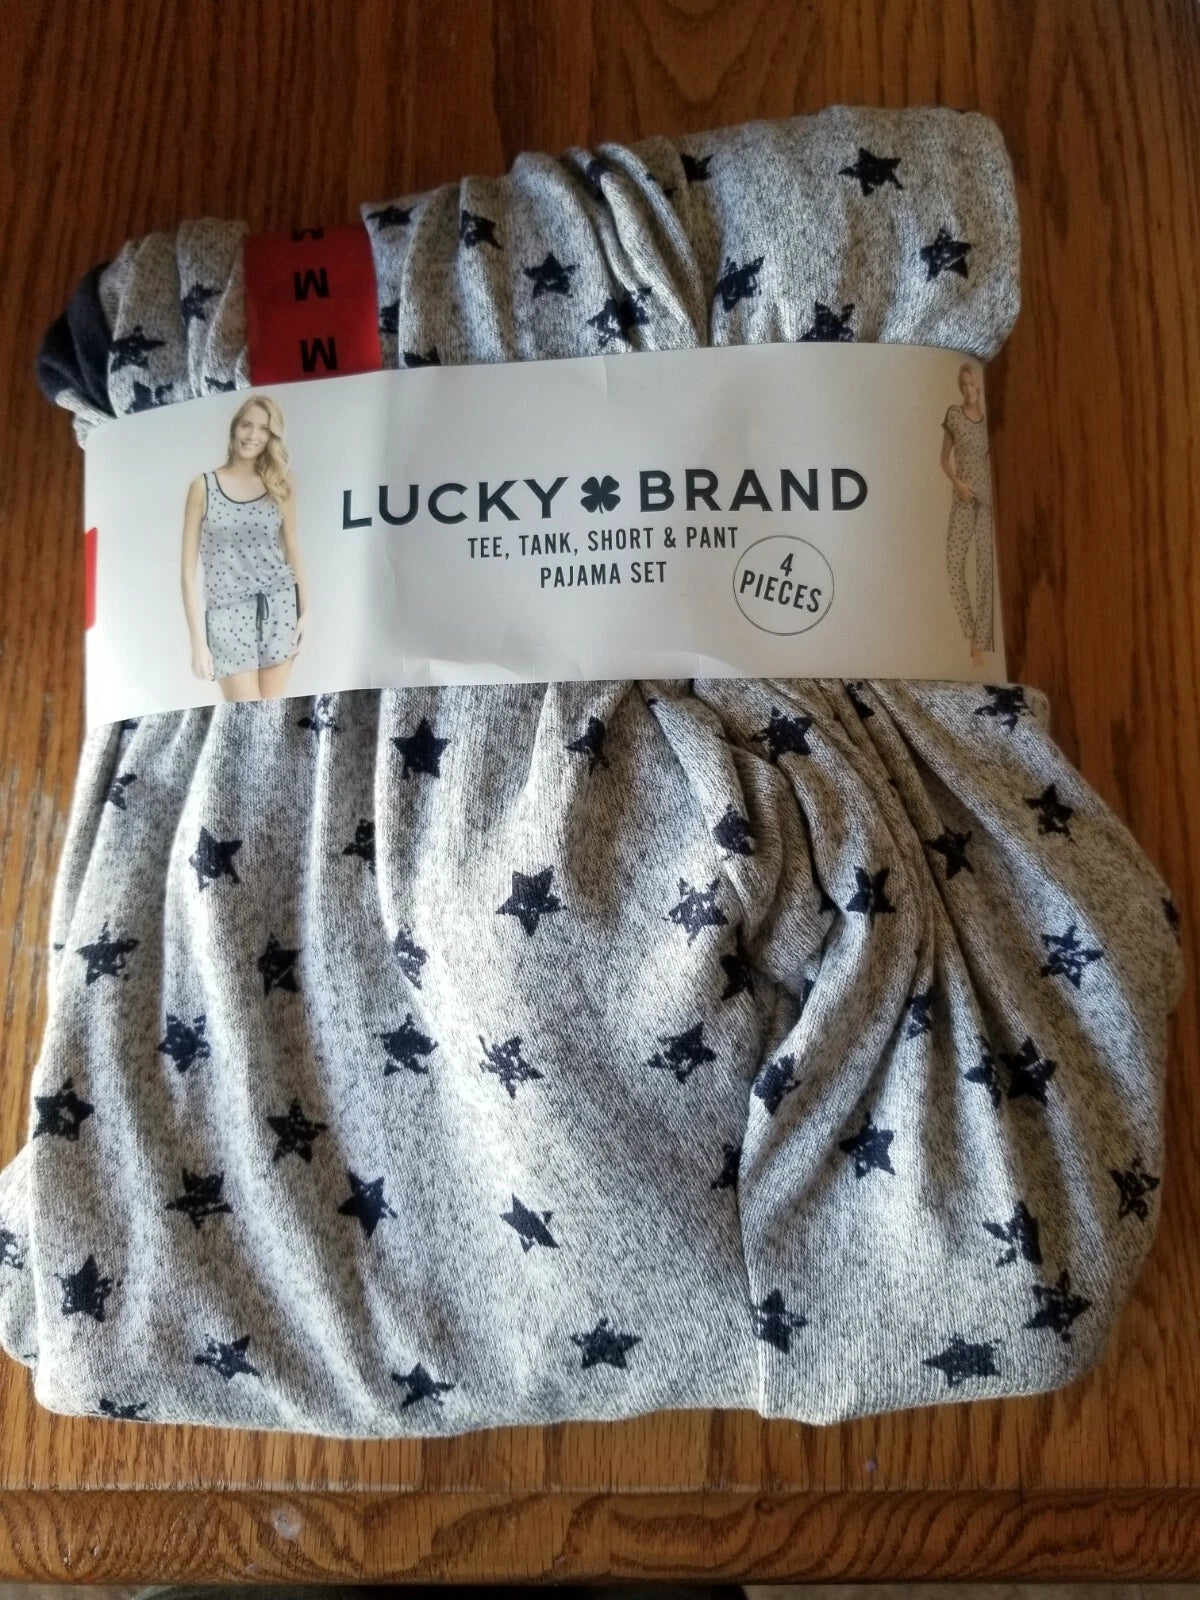 M
M
M
LUCKY BRAND
TEE, TANK, SHORT & PANT
PAJAMA SET
4
PIECES